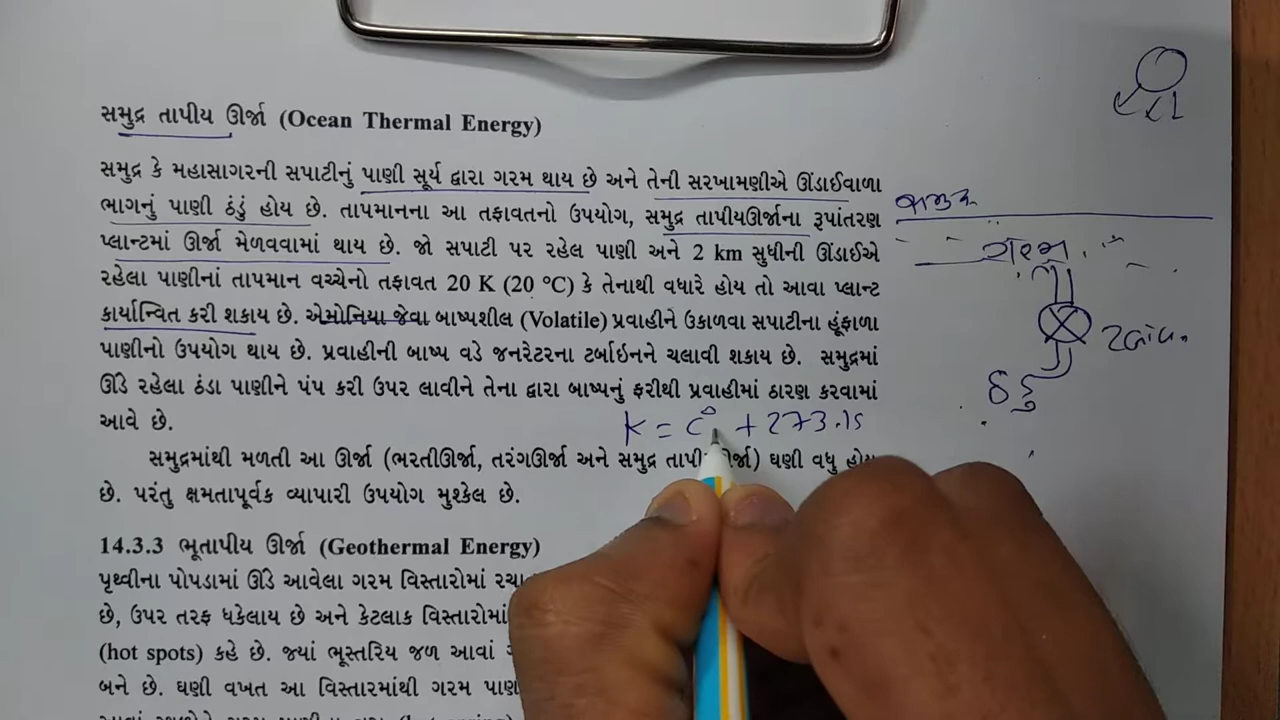 સમુદ્ર તાપીય ઊર્જા (Ocean Thermal Energy)
સમુદ્ર કે મહાસાગરની સપાટીનું પાણી સૂર્ય દ્વારા ગરમ થાય છે અને તેની સરખામણીએ ઊંડાઈવાળા
ભાગનું પાણી ઠંડું હોય છે. તાપમાનના આ તફાવતનો ઉપયોગ, સમુદ્ર તાપીયઊર્જાના રૂપાંતરણ
પ્લાન્ટમાં ઊર્જા મેળવવામાં થાય છે. જો સપાટી પર રહેલ પાણી અને 2 km સુધીની ઊંડાઈએ
રહેલા પાણીનાં તાપમાન વચ્ચેનો તફાવત 20 K (20 °C) કે તેનાથી વધારે હોય તો આવા પ્લાન્ટ
કાર્યાન્વિત કરી શકાય છે. એમોનિયા જેવા બાષ્પશીલ (Volatile) પ્રવાહીને ઉકાળવા સપાટીના હૂંફાળા
પાણીનો ઉપયોગ થાય છે. પ્રવાહીની બાષ્પ વડે જનરેટરના ટર્બાઇનને ચલાવી શકાય છે. સમુદ્રમાં
ઊંડે રહેલા ઠંડા પાણીને પંપ કરી ઉપર લાવીને તેના દ્વારા બાષ્પનું ફરીથી પ્રવાહીમાં ઠારણ કરવામાં
આવે છે.
K = C° + 273.15
સમુદ્રમાંથી મળતી આ ઊર્જા (ભરતીઊર્જા, તરંગઊર્જા અને સમુદ્ર ઘણી વધુ
છે. પરંતુ ક્ષમતાપૂર્વક વ્યાપારી ઉપયોગ મુશ્કેલ છે.
14.3.3 ભૂતાપીય ઊર્જા (Geothermal Energy)
પૃથ્વીના પોપડામાં ઊંડે આવેલા ગરમ વિસ્તારોમાં
છે, ઉપર તરફ ધકેલાય છે અને કેટલાક વિસ્તારોમાં
(hot spots) કહે છે. જ્યાં ભૂસ્તરિય જળ આવાં
બને છે. ઘણી વખત આ વિસ્તારમાંથી ગરમ
ગરમ